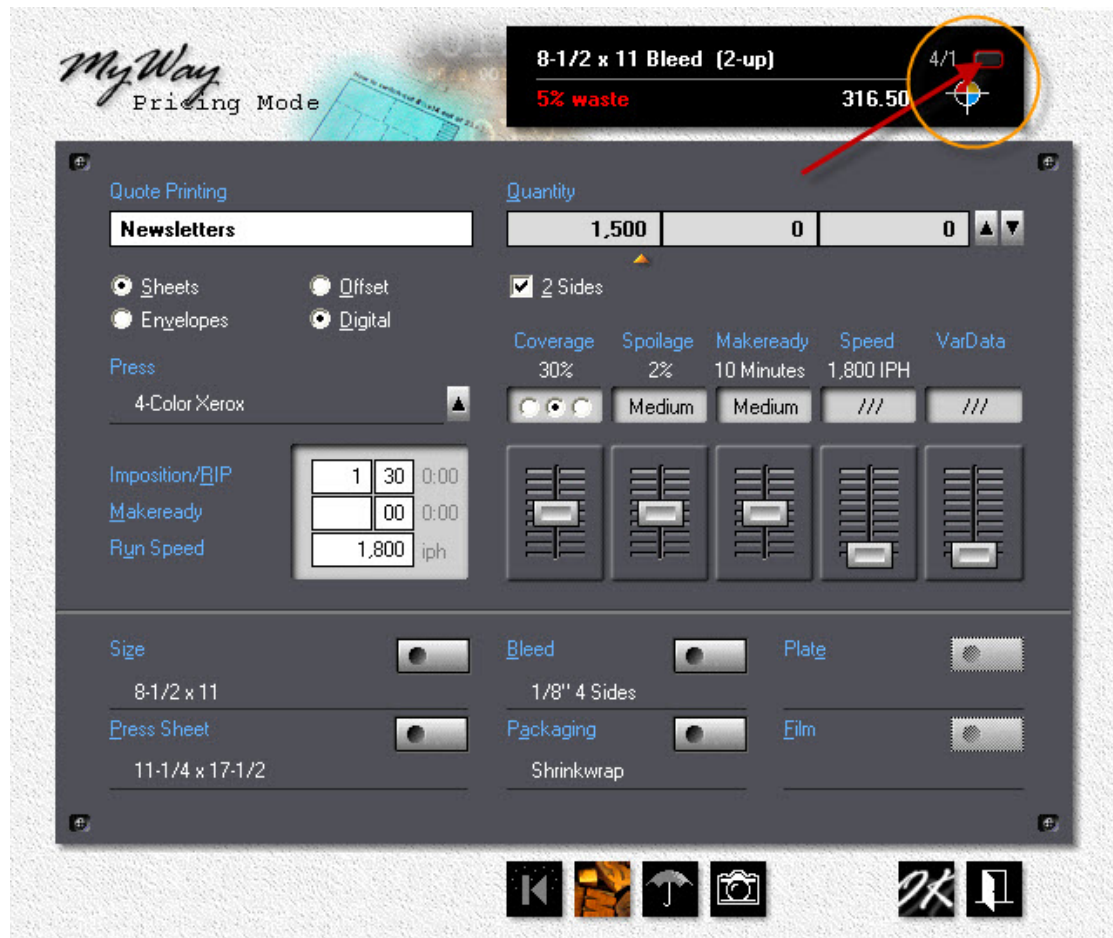 MyWay
Pricing Mode
8-1/2 x 11 Bleed (2-up) 4/1
5% waste 316.50
Quote Printing
Newsletters
Quantity
1,500 0 0
Sheets Offset
Envelopes Digital
2 Sides
Press
4-Color Xerox
Coverage Spoilage Makeready Speed VarData
30% 2% 10 Minutes 1,800 IPH
Medium Medium /// ///
Imposition/RIP 1 30 0:00
Makeready 00 0:00
Run Speed 1,800 iph
Size Bleed Plate
8-1/2 x 11 1/8" 4 Sides
Press Sheet Packaging Film
11-1/4 x 17-1/2 Shrinkwrap
OK